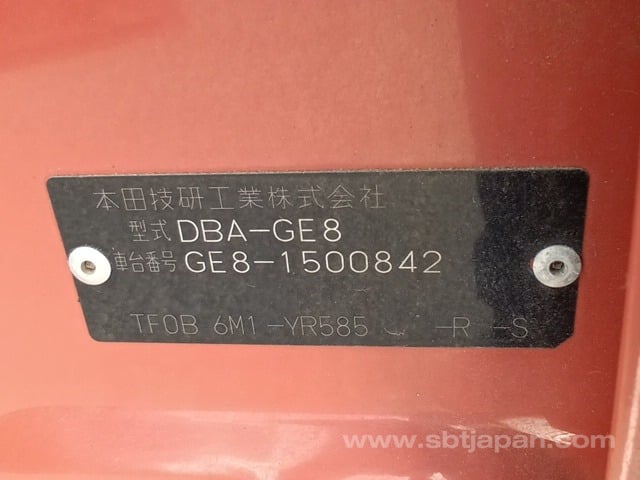 本田技研工業株式会社
型式 DBA-GE8
車台番号 GE8-1500842
TF0B 6M1-YR585 -R -S
www.sbtjapan.com